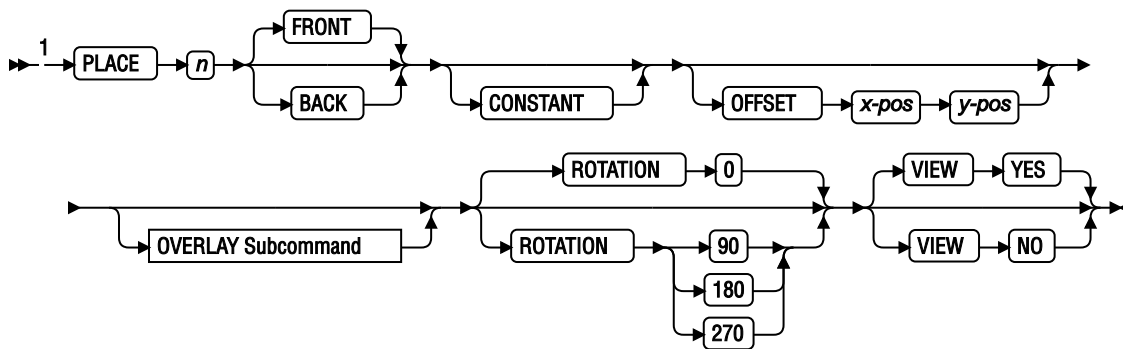 1
FRONT
PLACE n
BACK
CONSTANT
OFFSET x-pos y-pos
ROTATION 0
VIEW YES
OVERLAY Subcommand
ROTATION 90
180
270
VIEW NO